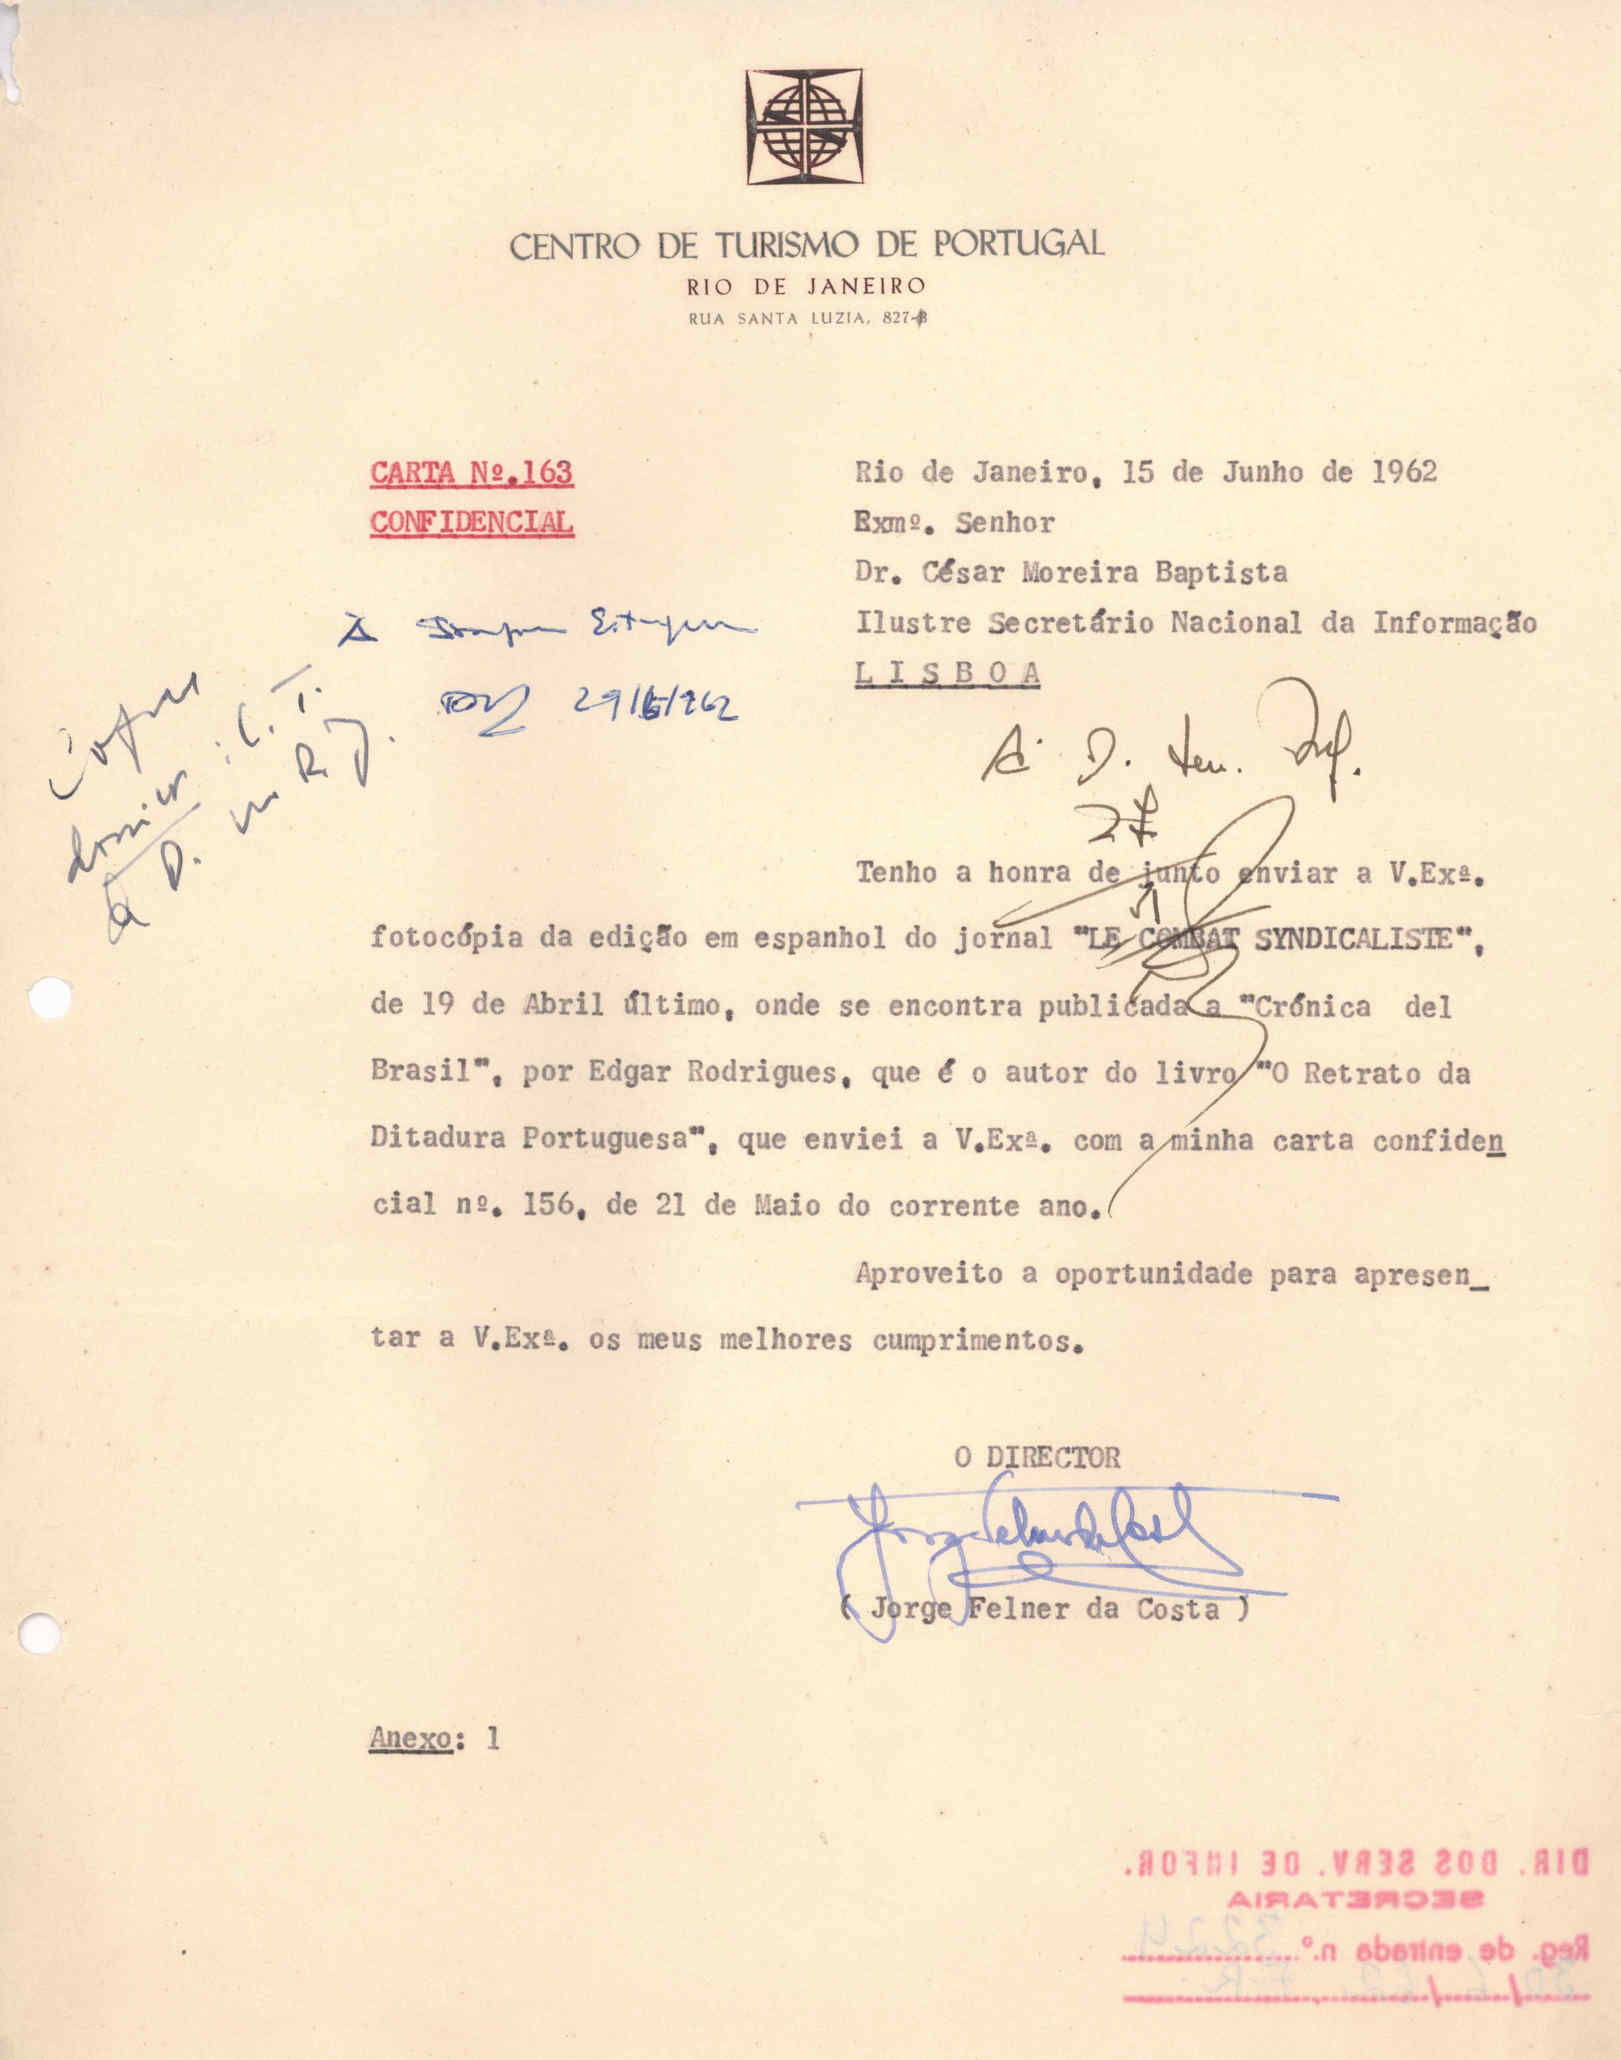 CENTRO DE TURISMO DE PORTUGAL
RIO DE JANEIRO
RUA SANTA LUZIA, 827-B
CARTA Nº.163
CONFIDENCIAL
Rio de Janeiro, 15 de Junho de 1962
Exmº. Senhor
Dr. César Moreira Baptista
Ilustre Secretário Nacional da Informação
L I S B O A
29/6/962
dossier C. T.
À D.
27
Tenho a honra de junto enviar a V.Exª.
fotocópia da edição em espanhol do jornal "LE COMBAT SYNDICALISTE",
de 19 de Abril último, onde se encontra publicada a "Crónica del
Brasil", por Edgar Rodrigues, que é o autor do livro "O Retrato da
Ditadura Portuguesa", que enviei a V.Exª. com a minha carta confiden
cial nº. 156, de 21 de Maio do corrente ano.
Aproveito a oportunidade para apresen_
tar a V.Exª. os meus melhores cumprimentos.
O DIRECTOR
( Jorge Felner da Costa )
Anexo: 1
DIR. DOS SERV. DE INFOR.
SECRETARIA
Reg. de entrada n.º 3224